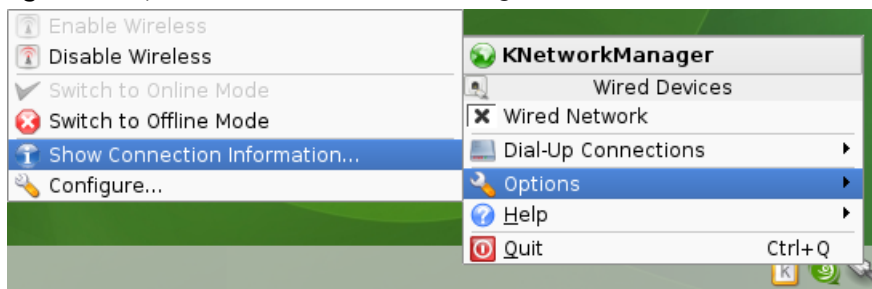 Enable Wireless
Disable Wireless
Switch to Online Mode
Switch to Offline Mode
Show Connection Information...
Configure...
KNetworkManager
Wired Devices
Wired Network
Dial-Up Connections
Options
Help
Quit Ctrl+Q
K